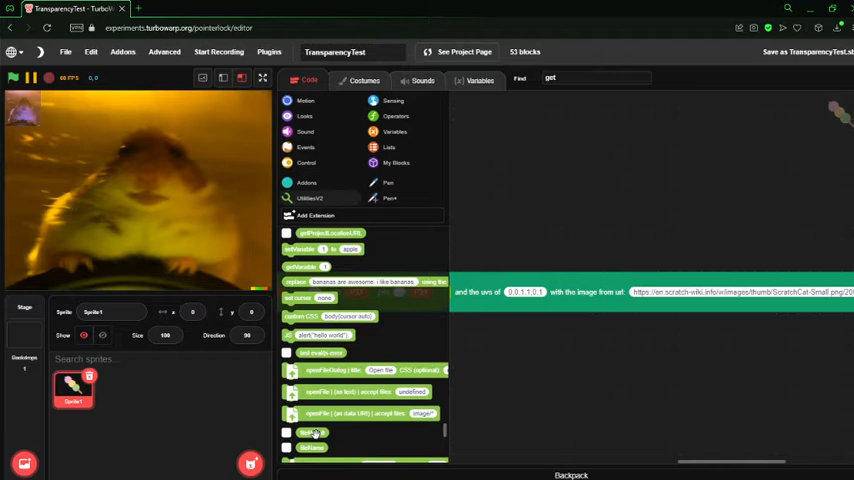 TransparencyTest - TurboW
experiments.turbowarp.org/pointerlock/editor
VPN
File Edit Addons Advanced Start Recording Plugins TransparencyTest See Project Page 53 blocks Save as TransparencyTest.sb
60 FPS 0, 0 Code Costumes Sounds Variables Find get
Motion Sensing
Looks Operators
Sound Variables
Events Lists
Control My Blocks
Addons Pen
UtilitiesV2 Pen+
Add Extension
getProjectLocationURL
setVariable 1 to apple
getVariable 1
replace bananas are awesome. i like bananas. using the
and the uvs of 0,0,1,1,0,1 with the image from url: https://en.scratch-wiki.info/w/images/thumb/ScratchCat-Small.png/20
set cursor none
custom CSS body{cursor:auto}
JS alert("hello world")
last eval/js error
openFileDialog | title: Open file CSS (optional):
openFile | (as text) | accept files: undefined
openFile | (as data URI) | accept files: image/*
fileName
Sprite Sprite1 x 0 y 0
Show Size 100 Direction 90
Search sprites...
Sprite1
Stage
Backdrops
1
Backpack